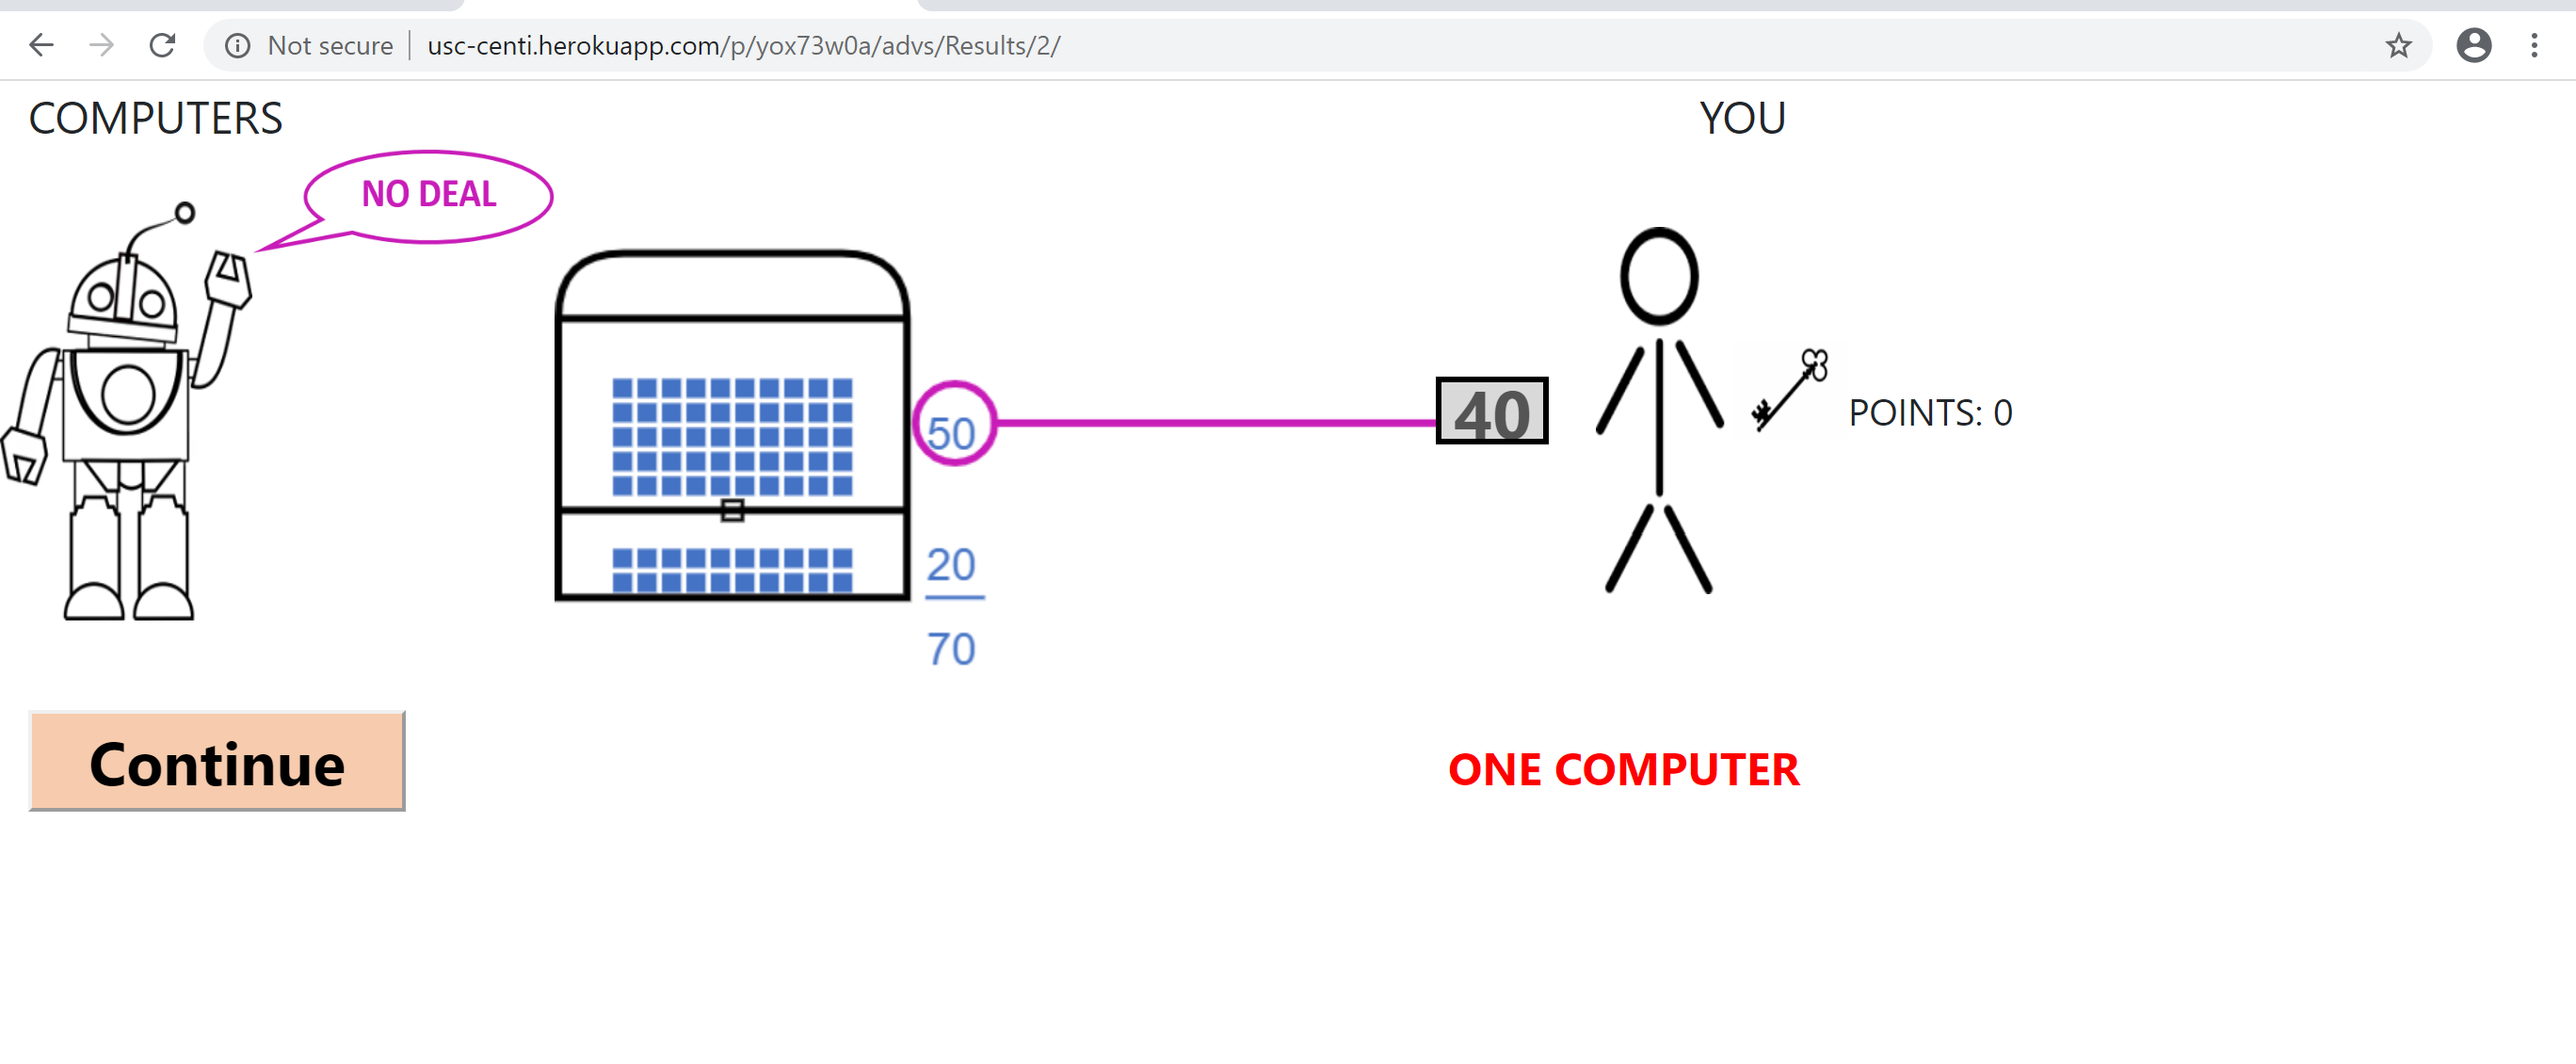 Not secure | usc-centi.herokuapp.com/p/yox73w0a/advs/Results/2/
COMPUTERS
YOU
NO DEAL
50
40
POINTS: 0
20
70
Continue
ONE COMPUTER